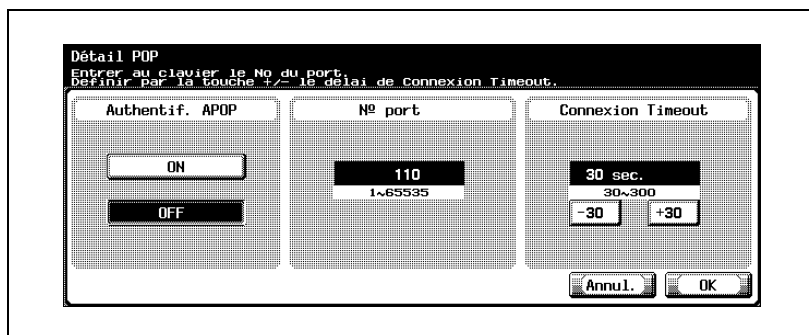 Détail POP
Entrer au clavier le No du port.
Définir par la touche +/- le délai de Connexion Timeout.
Authentif. APOP
Nº port
Connexion Timeout
ON
OFF
110
1~65535
30 sec.
30~300
-30
+30
Annul.
OK